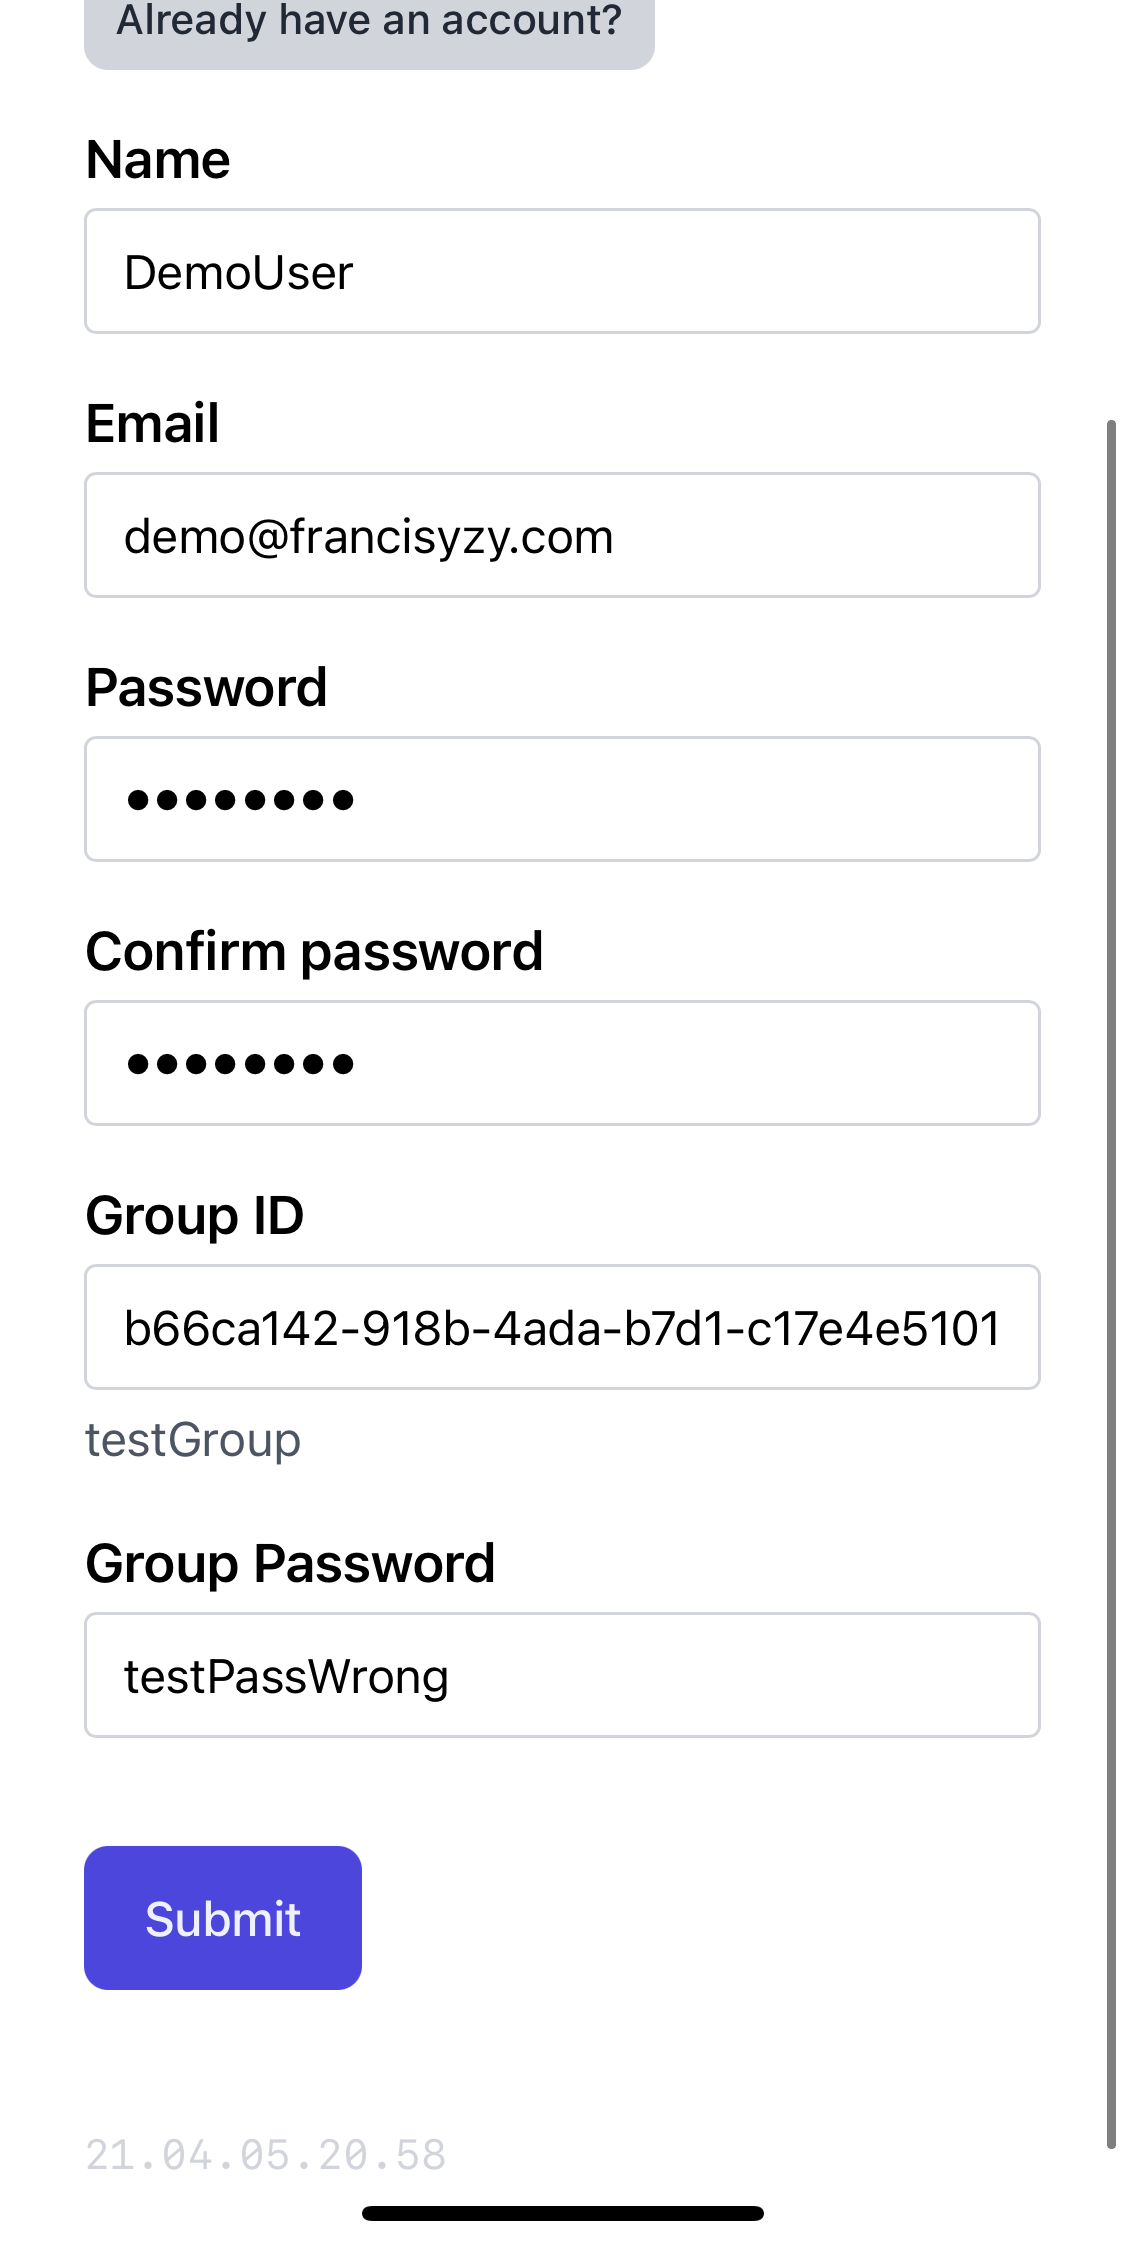 Already have an account?
Name
DemoUser
Email
demo@francisyzy.com
Password
••••••••
Confirm password
••••••••
Group ID
b66ca142-918b-4ada-b7d1-c17e4e5101
testGroup
Group Password
testPassWrong
Submit
21.04.05.20.58